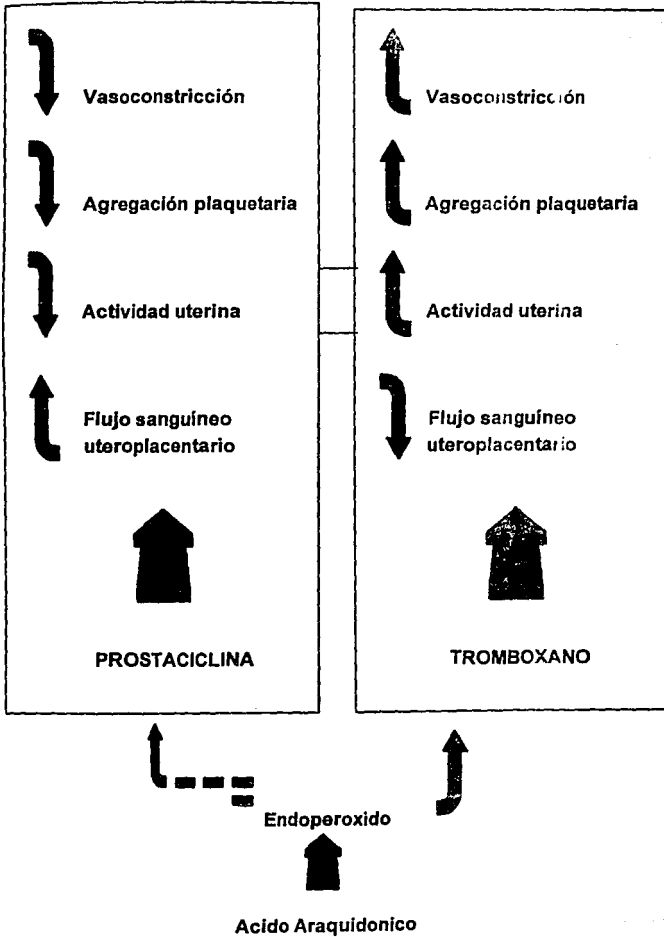 Vasoconstricción
Agregación plaquetaria
Actividad uterina
Flujo sanguíneo
uteroplacentario
PROSTACICLINA
Vasoconstricción
Agregación plaquetaria
Actividad uterina
Flujo sanguíneo
uteroplacentario
TROMBOXANO
Endoperoxido
Acido Araquidonico